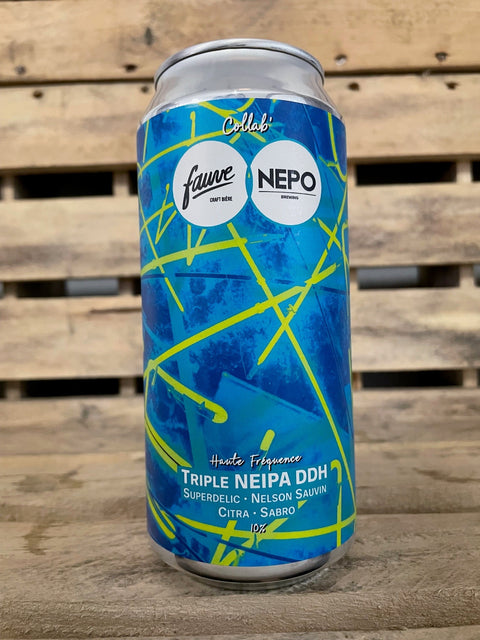 Collab'
fauve
CRAFT BIÈRE
NEPO
BREWING
Haute Fréquence
TRIPLE NEIPA DDH
SUPERDELIC · NELSON SAUVIN
CITRA · SABRO
10%